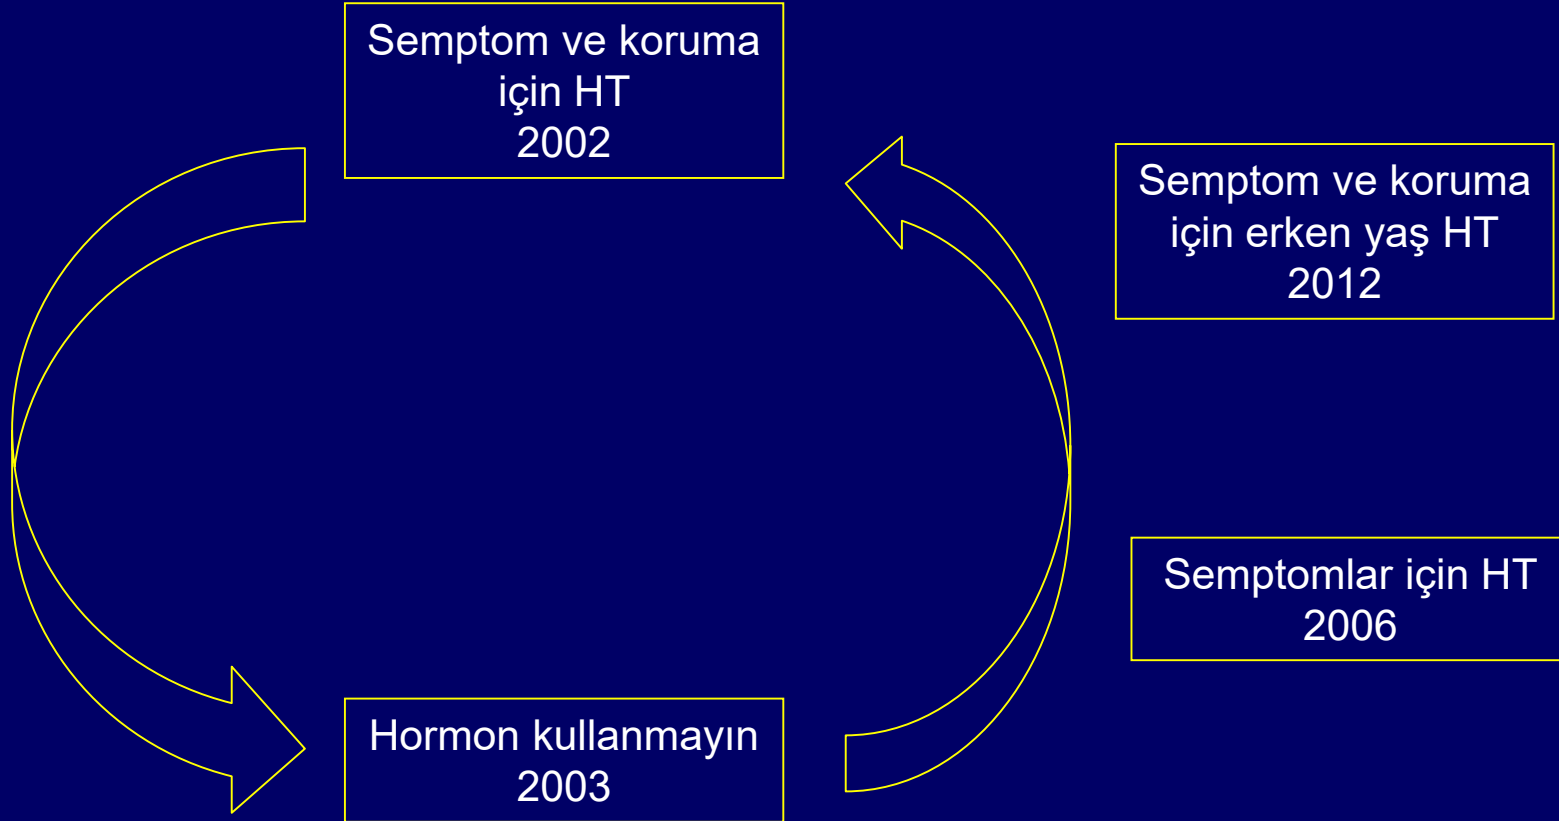 Semptom ve koruma
için HT
2002
Semptom ve koruma
için erken yaş HT
2012
Semptomlar için HT
2006
Hormon kullanmayın
2003